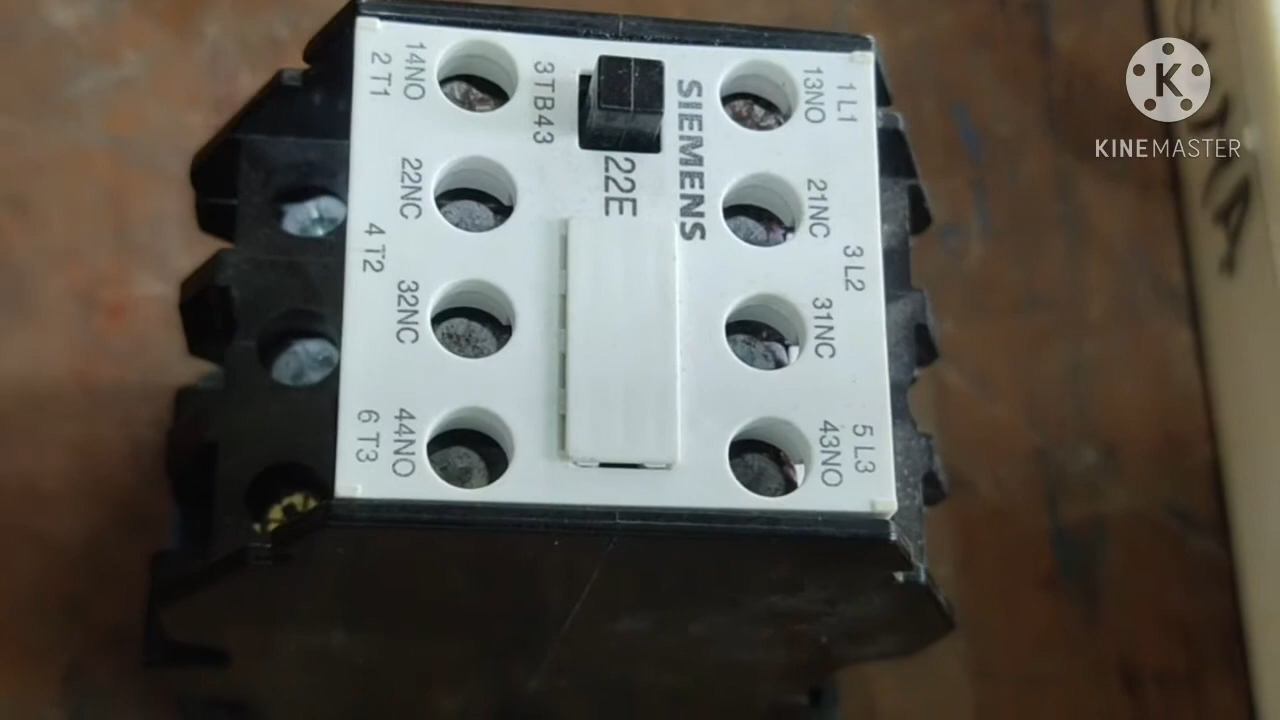 1 L1
3 L2
5 L3
13NO
21NC
31NC
43NO
SIEMENS
22E
3TB43
14NO
22NC
32NC
44NO
2 T1
4 T2
6 T3
K
KINEMASTER